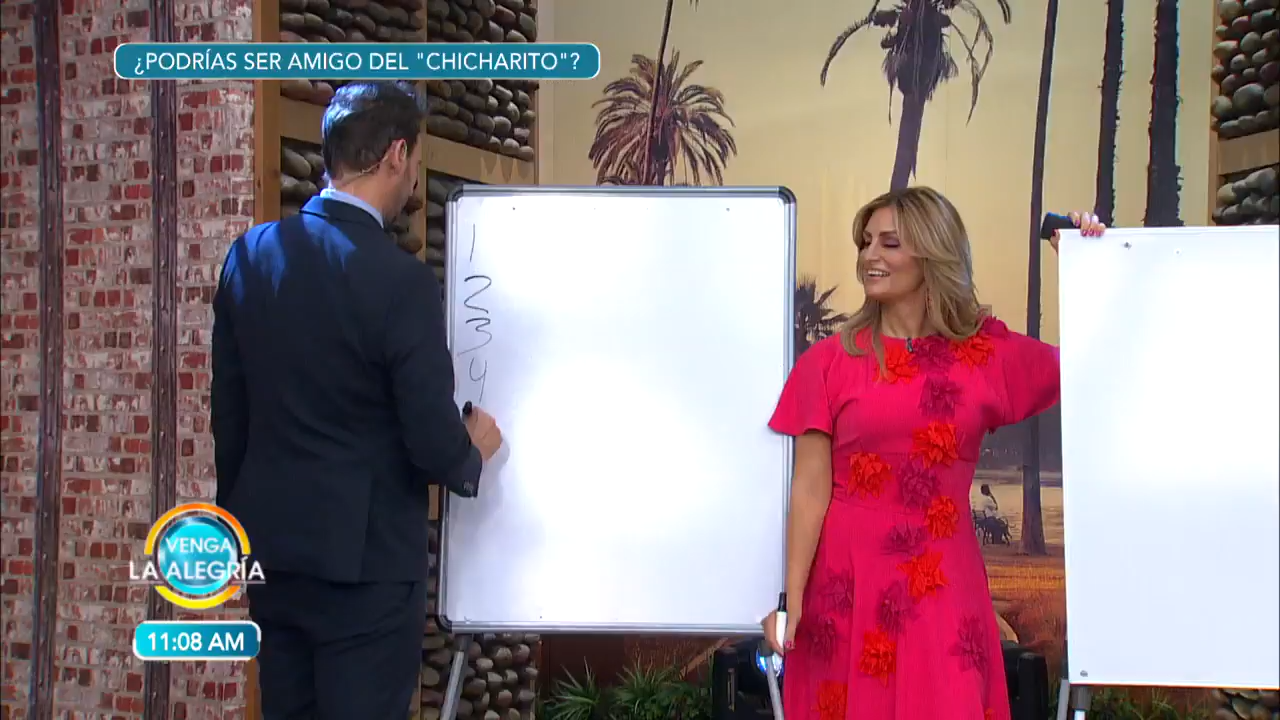 ¿PODRÍAS SER AMIGO DEL "CHICHARITO"?
1
2
3
4
VENGA
LA ALEGRÍA
11:08 AM